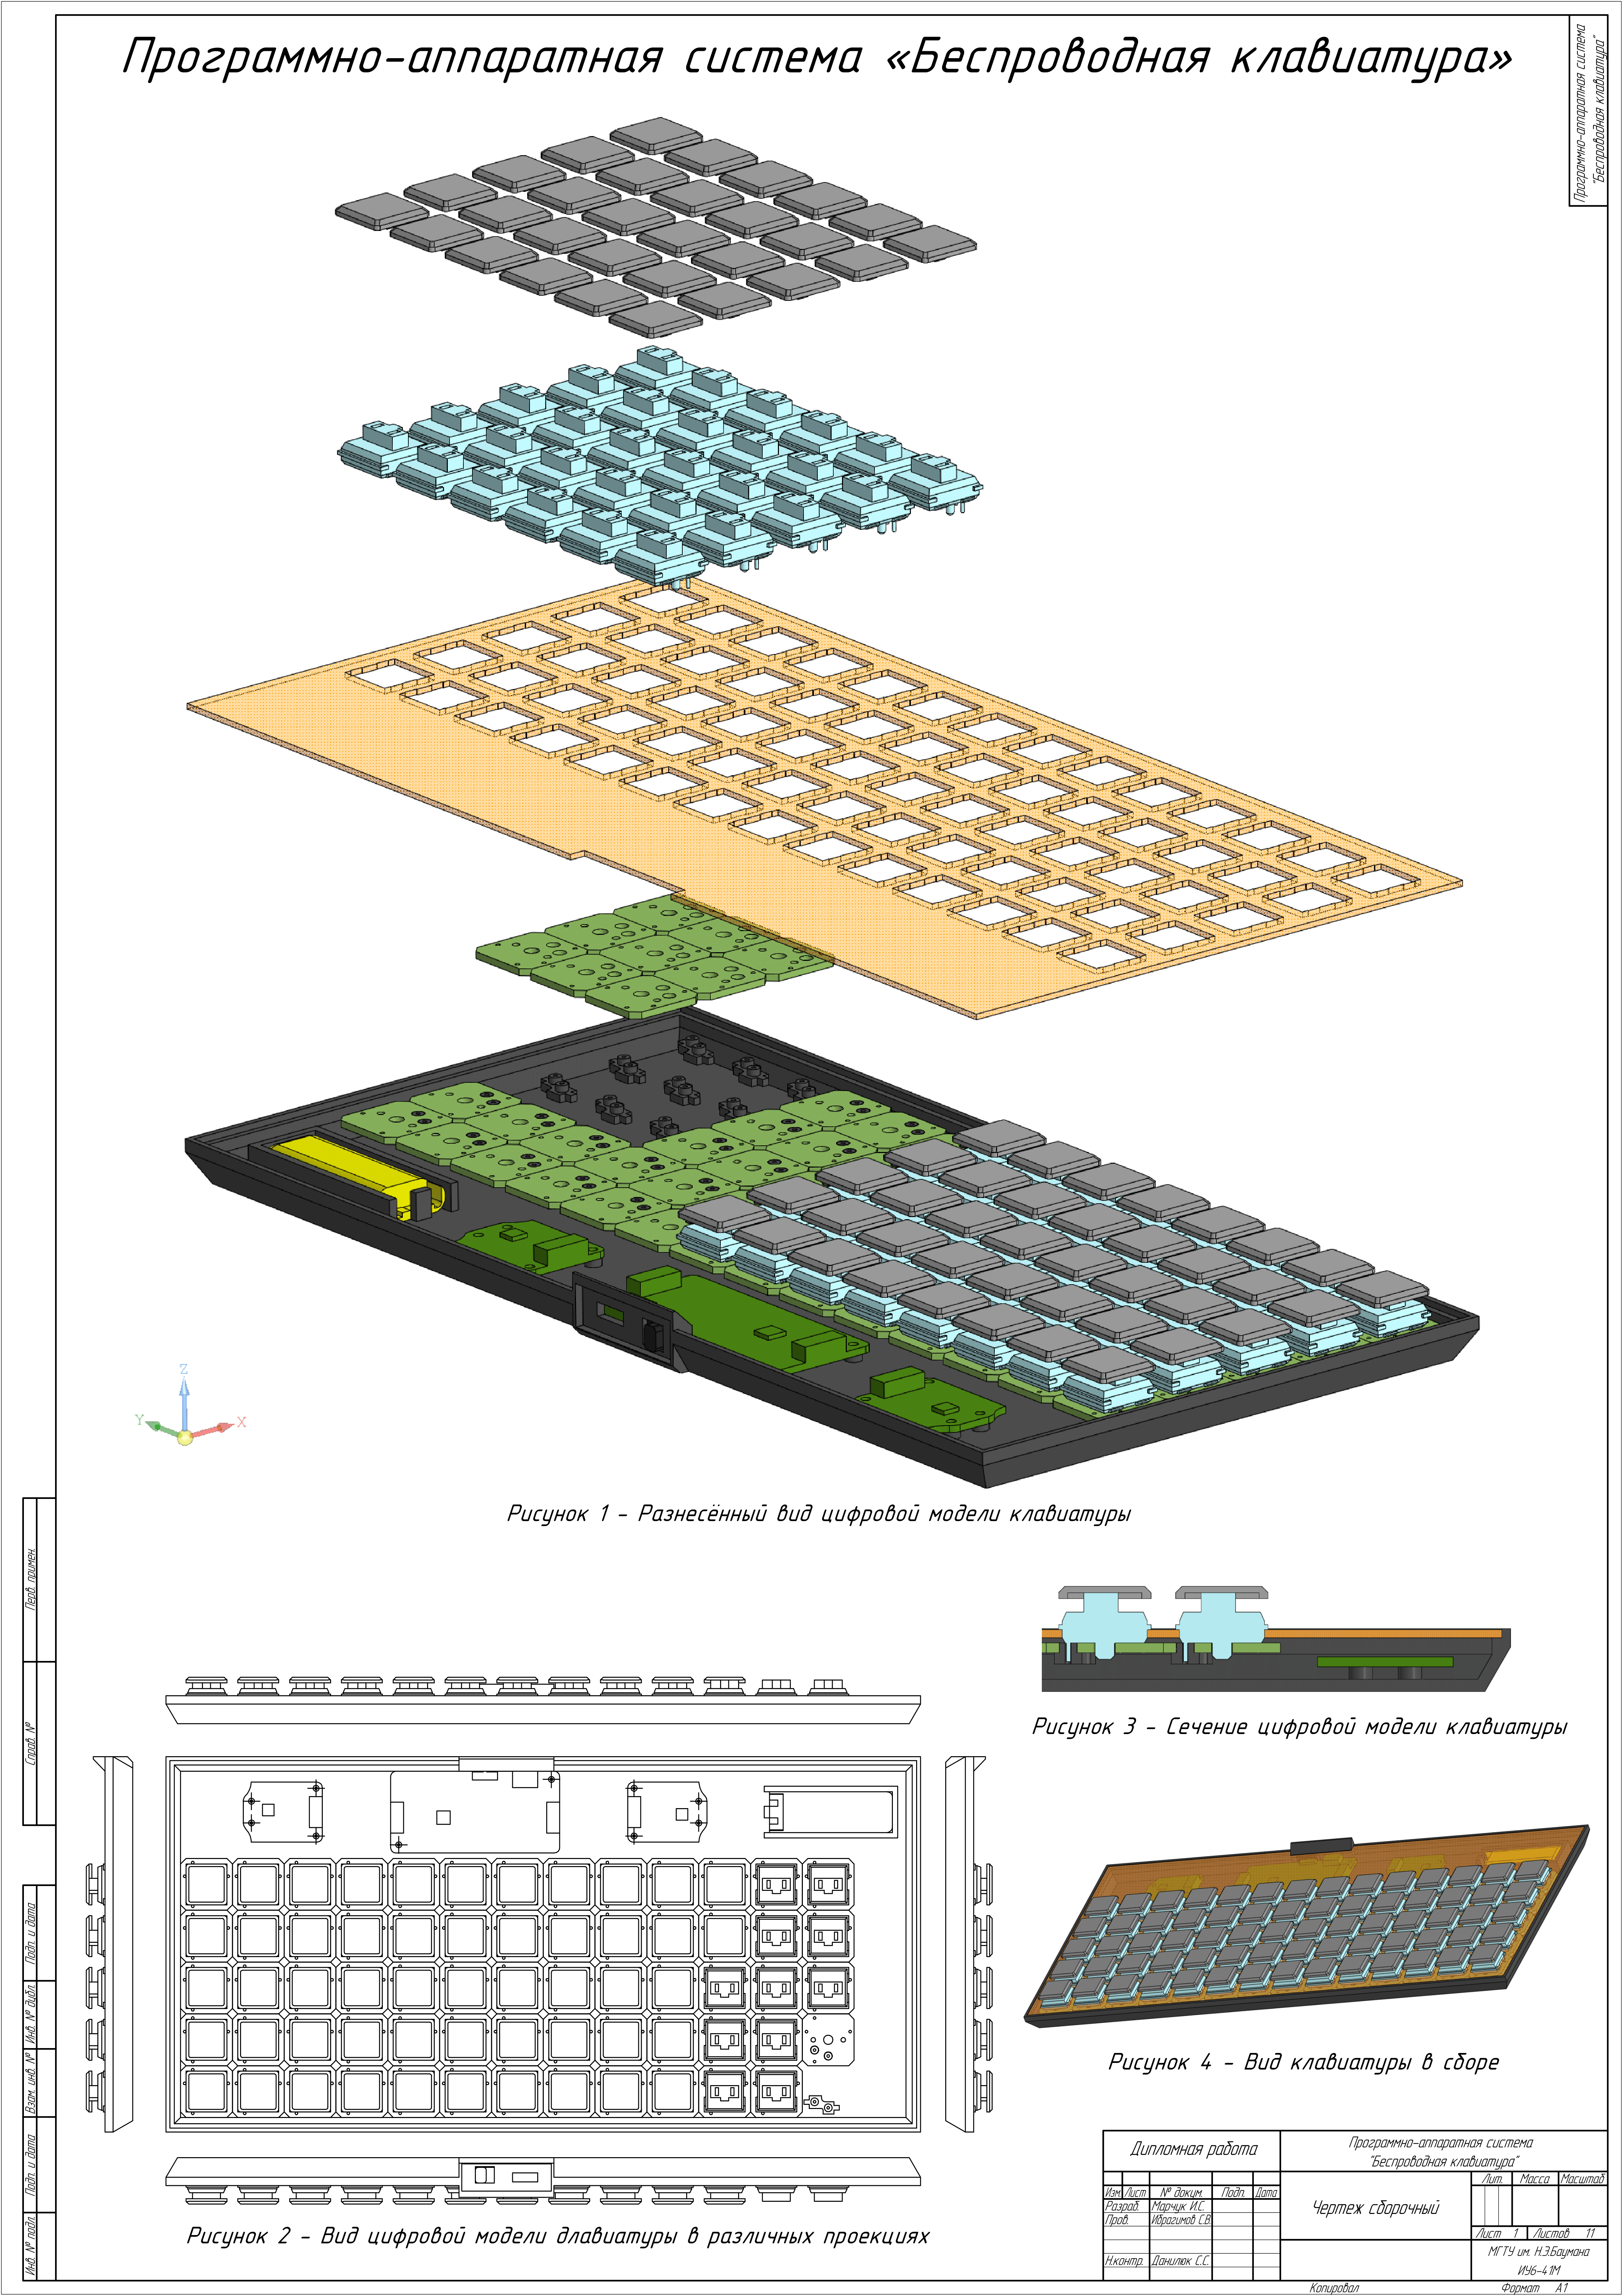 Программно-аппаратная система «Беспроводная клавиатура»
Программно-аппаратная система
"Беспроводная клавиатура"
Z
Y
X
Рисунок 1 - Разнесённый вид цифровой модели клавиатуры
Рисунок 3 - Сечение цифровой модели клавиатуры
Рисунок 4 - Вид клавиатуры в сборе
Рисунок 2 - Вид цифровой модели длавиатуры в различных проекциях
Перв. примен.
Справ. №
Подп. и дата
Инв. № дубл.
Взам. инв. №
Подп. и дата
Инв. № подл.
Дипломная работа
Программно-аппаратная система
"Беспроводная клавиатура"
Изм. Лист № докум. Подп. Дата
Разраб. Марчук И.С.
Пров. Ибрагимов С.В.
Н.контр. Данилюк С.С.
Чертеж сборочный
Лит. Масса Масштаб
Лист 1 Листов 11
МГТУ им. Н.Э.Баумана
ИУ6-41М
Копировал Формат А1